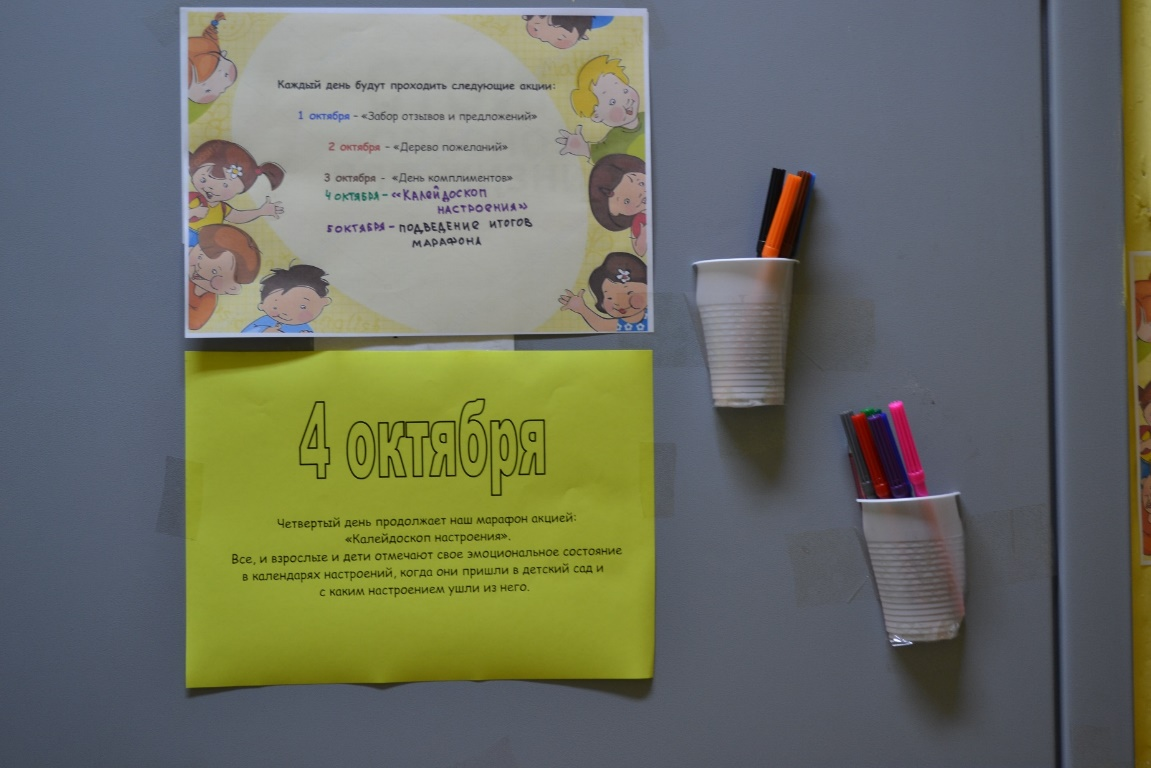 Каждый день будут проходить следующие акции:
1 октября - «Забор отзывов и предложений»
2 октября - «Дерево пожеланий»
3 октября - «День комплиментов»
4 октября - «Калейдоскоп
настроения»
5 октября - подведение итогов
марафона
4 октября
Четвертый день продолжает наш марафон акцией:
«Калейдоскоп настроения».
Все, и взрослые и дети отмечают свое эмоциональное состояние
в календарях настроений, когда они пришли в детский сад и
с каким настроением ушли из него.